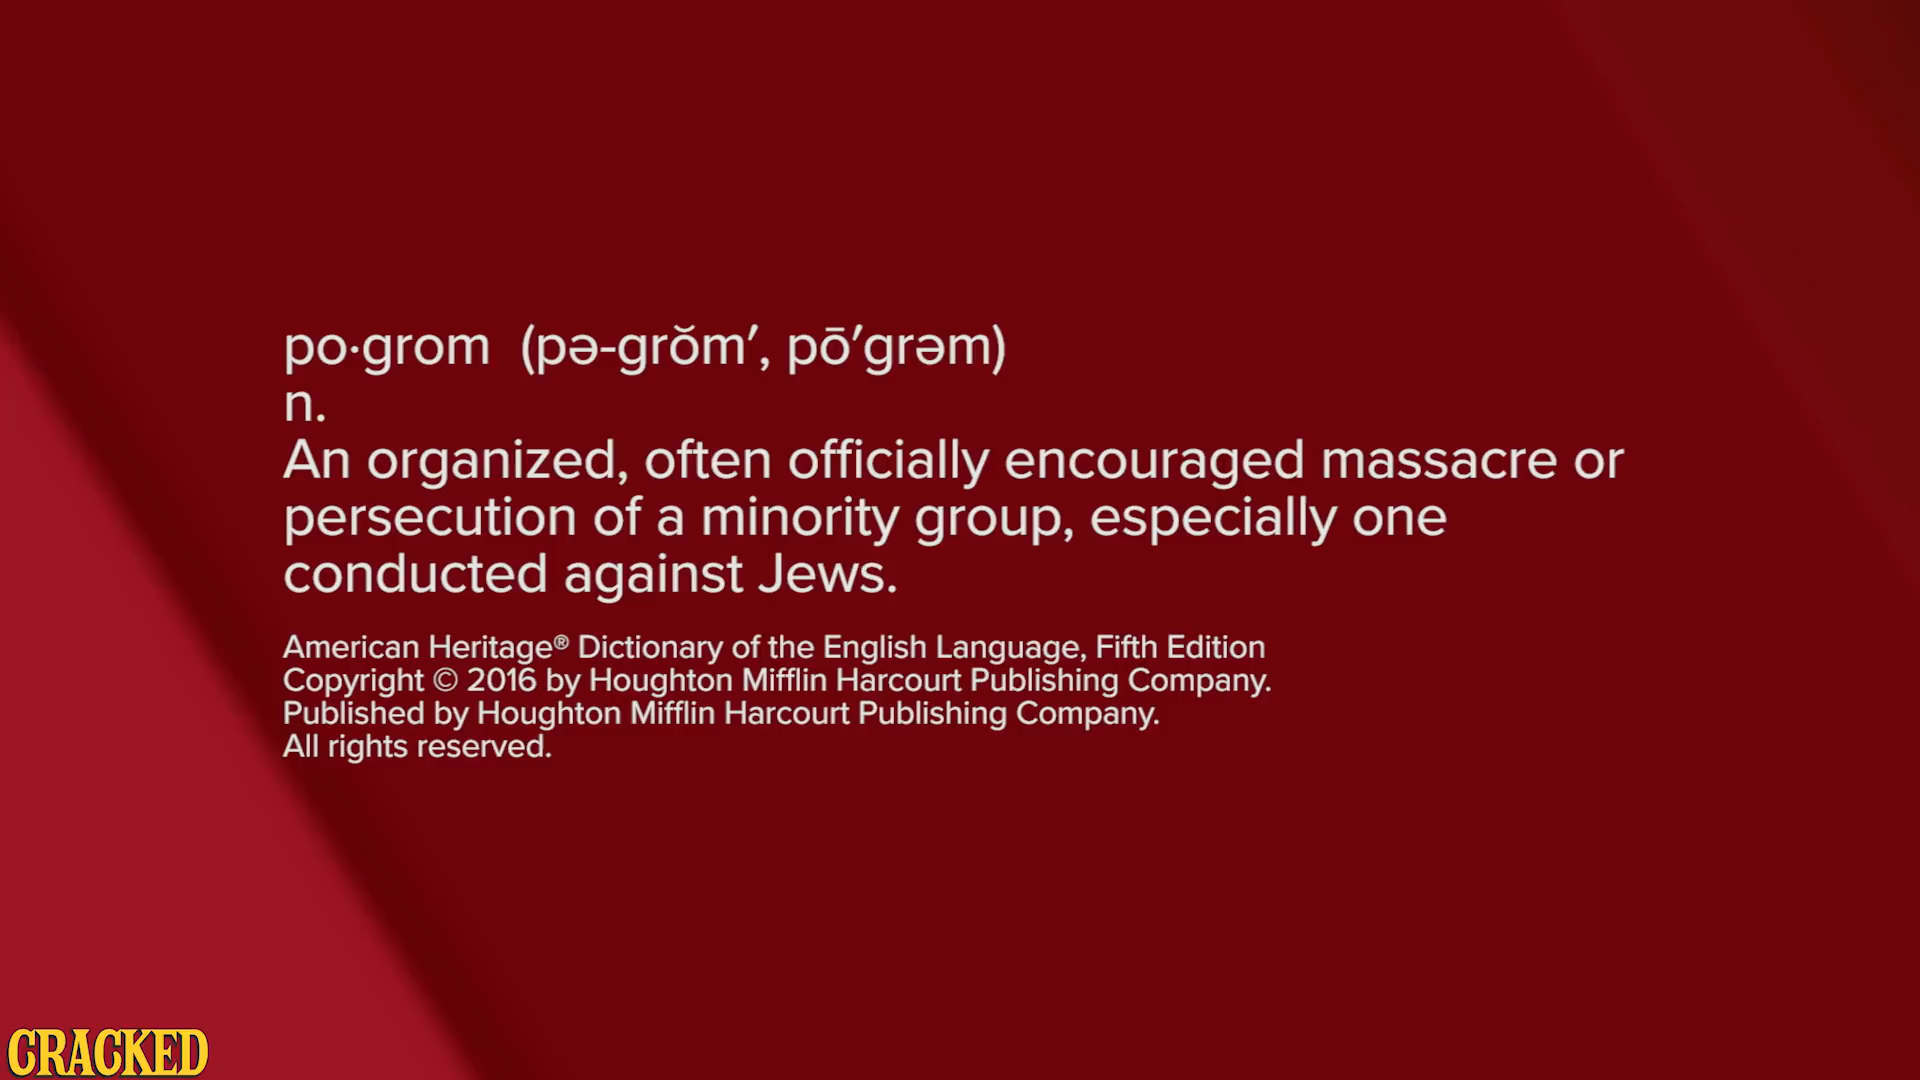 po·grom (pə-grŏm′, pō′grəm)
n.
An organized, often officially encouraged massacre or
persecution of a minority group, especially one
conducted against Jews.
American Heritage® Dictionary of the English Language, Fifth Edition
Copyright © 2016 by Houghton Mifflin Harcourt Publishing Company.
Published by Houghton Mifflin Harcourt Publishing Company.
All rights reserved.
CRACKED